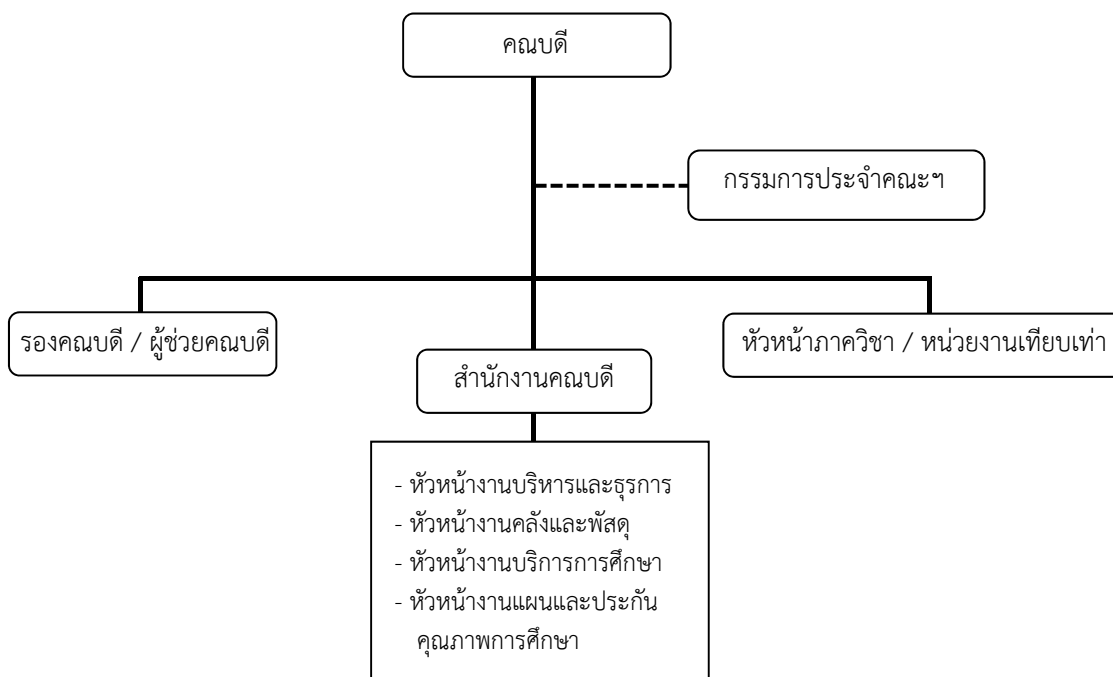 คณบดี
กรรมการประจำคณะฯ
รองคณบดี / ผู้ช่วยคณบดี
หัวหน้าภาควิชา / หน่วยงานเทียบเท่า
สำนักงานคณบดี
- หัวหน้างานบริหารและธุรการ
- หัวหน้างานคลังและพัสดุ
- หัวหน้างานบริการการศึกษา
- หัวหน้างานแผนและประกัน
คุณภาพการศึกษา